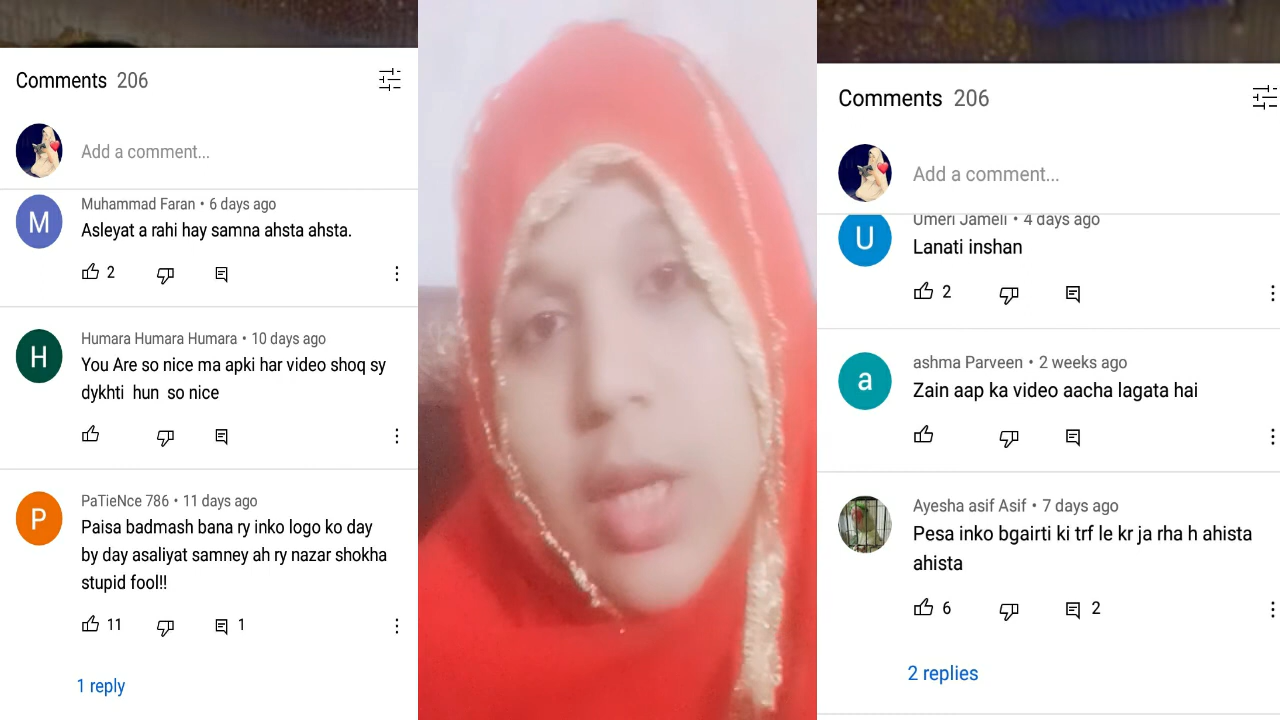 Comments 206
Add a comment...
Muhammad Faran • 6 days ago
Asleyat a rahi hay samna ahsta ahsta.
2
Humara Humara Humara • 10 days ago
You Are so nice ma apki har video shoq sy
dykhti hun so nice
PaTieNce 786 • 11 days ago
Paisa badmash bana ry inko logo ko day
by day asaliyat samney ah ry nazar shokha
stupid fool!!
11 1
1 reply
Comments 206
Add a comment...
Umeri Jameli • 4 days ago
Lanati inshan
2
ashma Parveen • 2 weeks ago
Zain aap ka video aacha lagata hai
Ayesha asif Asif • 7 days ago
Pesa inko bgairti ki trf le kr ja rha h ahista
ahista
6 2
2 replies
M
H
P
U
a